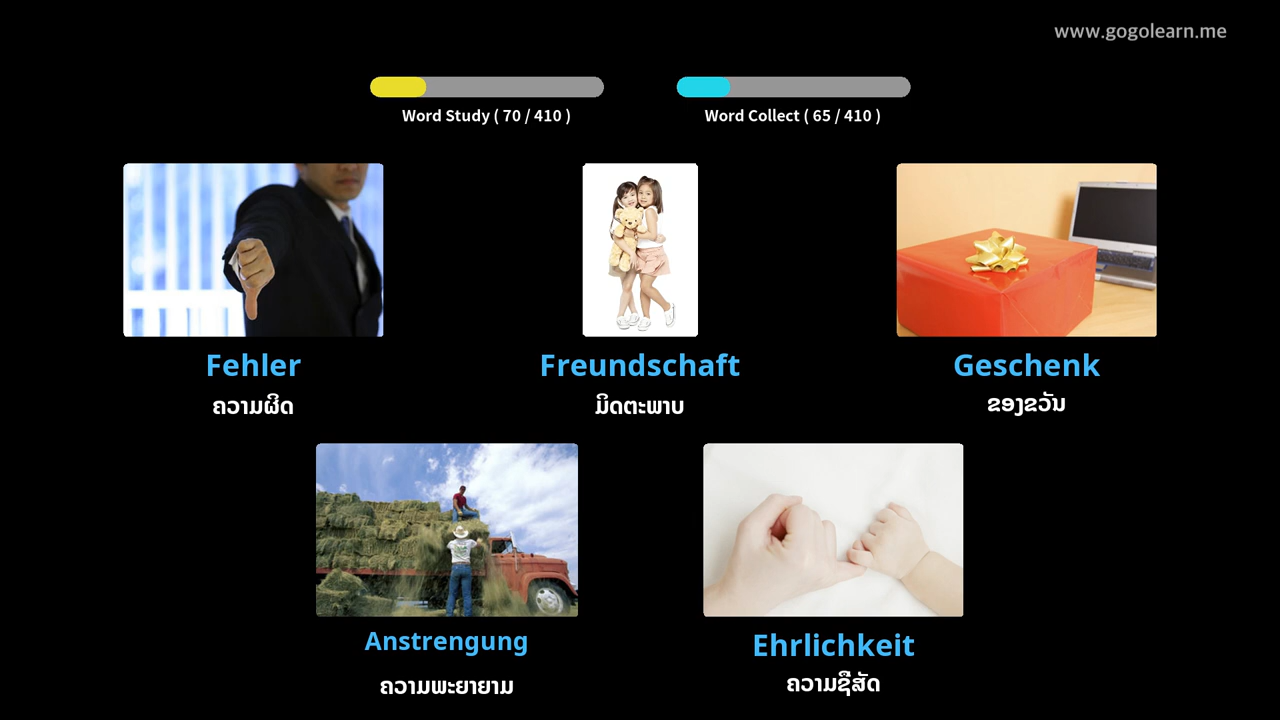 www.gogolearn.me
Word Study ( 70 / 410 )
Word Collect ( 65 / 410 )
Fehler
ຄວາມຜິດ
Freundschaft
ມິດຕະພາບ
Geschenk
ຂອງຂວັນ
Anstrengung
ຄວາມພະຍາຍາມ
Ehrlichkeit
ຄວາມຊືສັດ